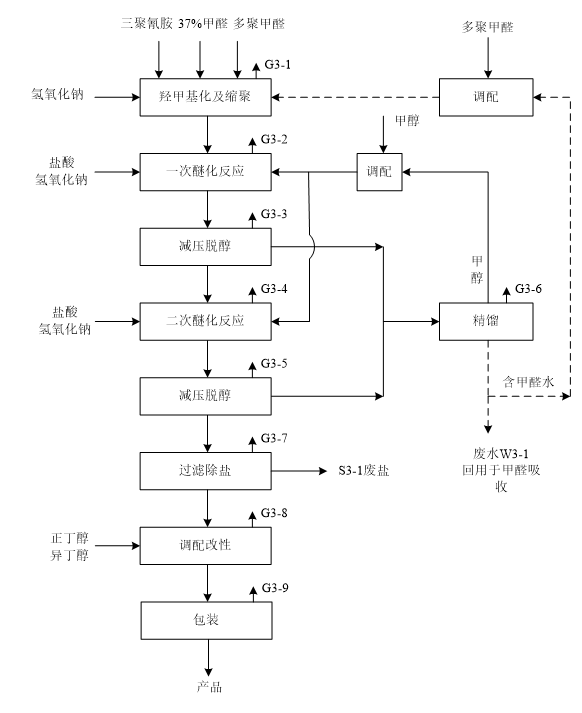 三聚氰胺 37%甲醛 多聚甲醛
多聚甲醛
G3-1
氢氧化钠
羟甲基化及缩聚
调配
甲醇
G3-2
盐酸
氢氧化钠
一次醚化反应
调配
G3-3
减压脱醇
甲
醇
G3-4
G3-6
盐酸
氢氧化钠
二次醚化反应
精馏
G3-5
减压脱醇
含甲醛水
G3-7
过滤除盐
S3-1废盐
废水W3-1
回用于甲醛吸
收
G3-8
正丁醇
异丁醇
调配改性
G3-9
包装
产品